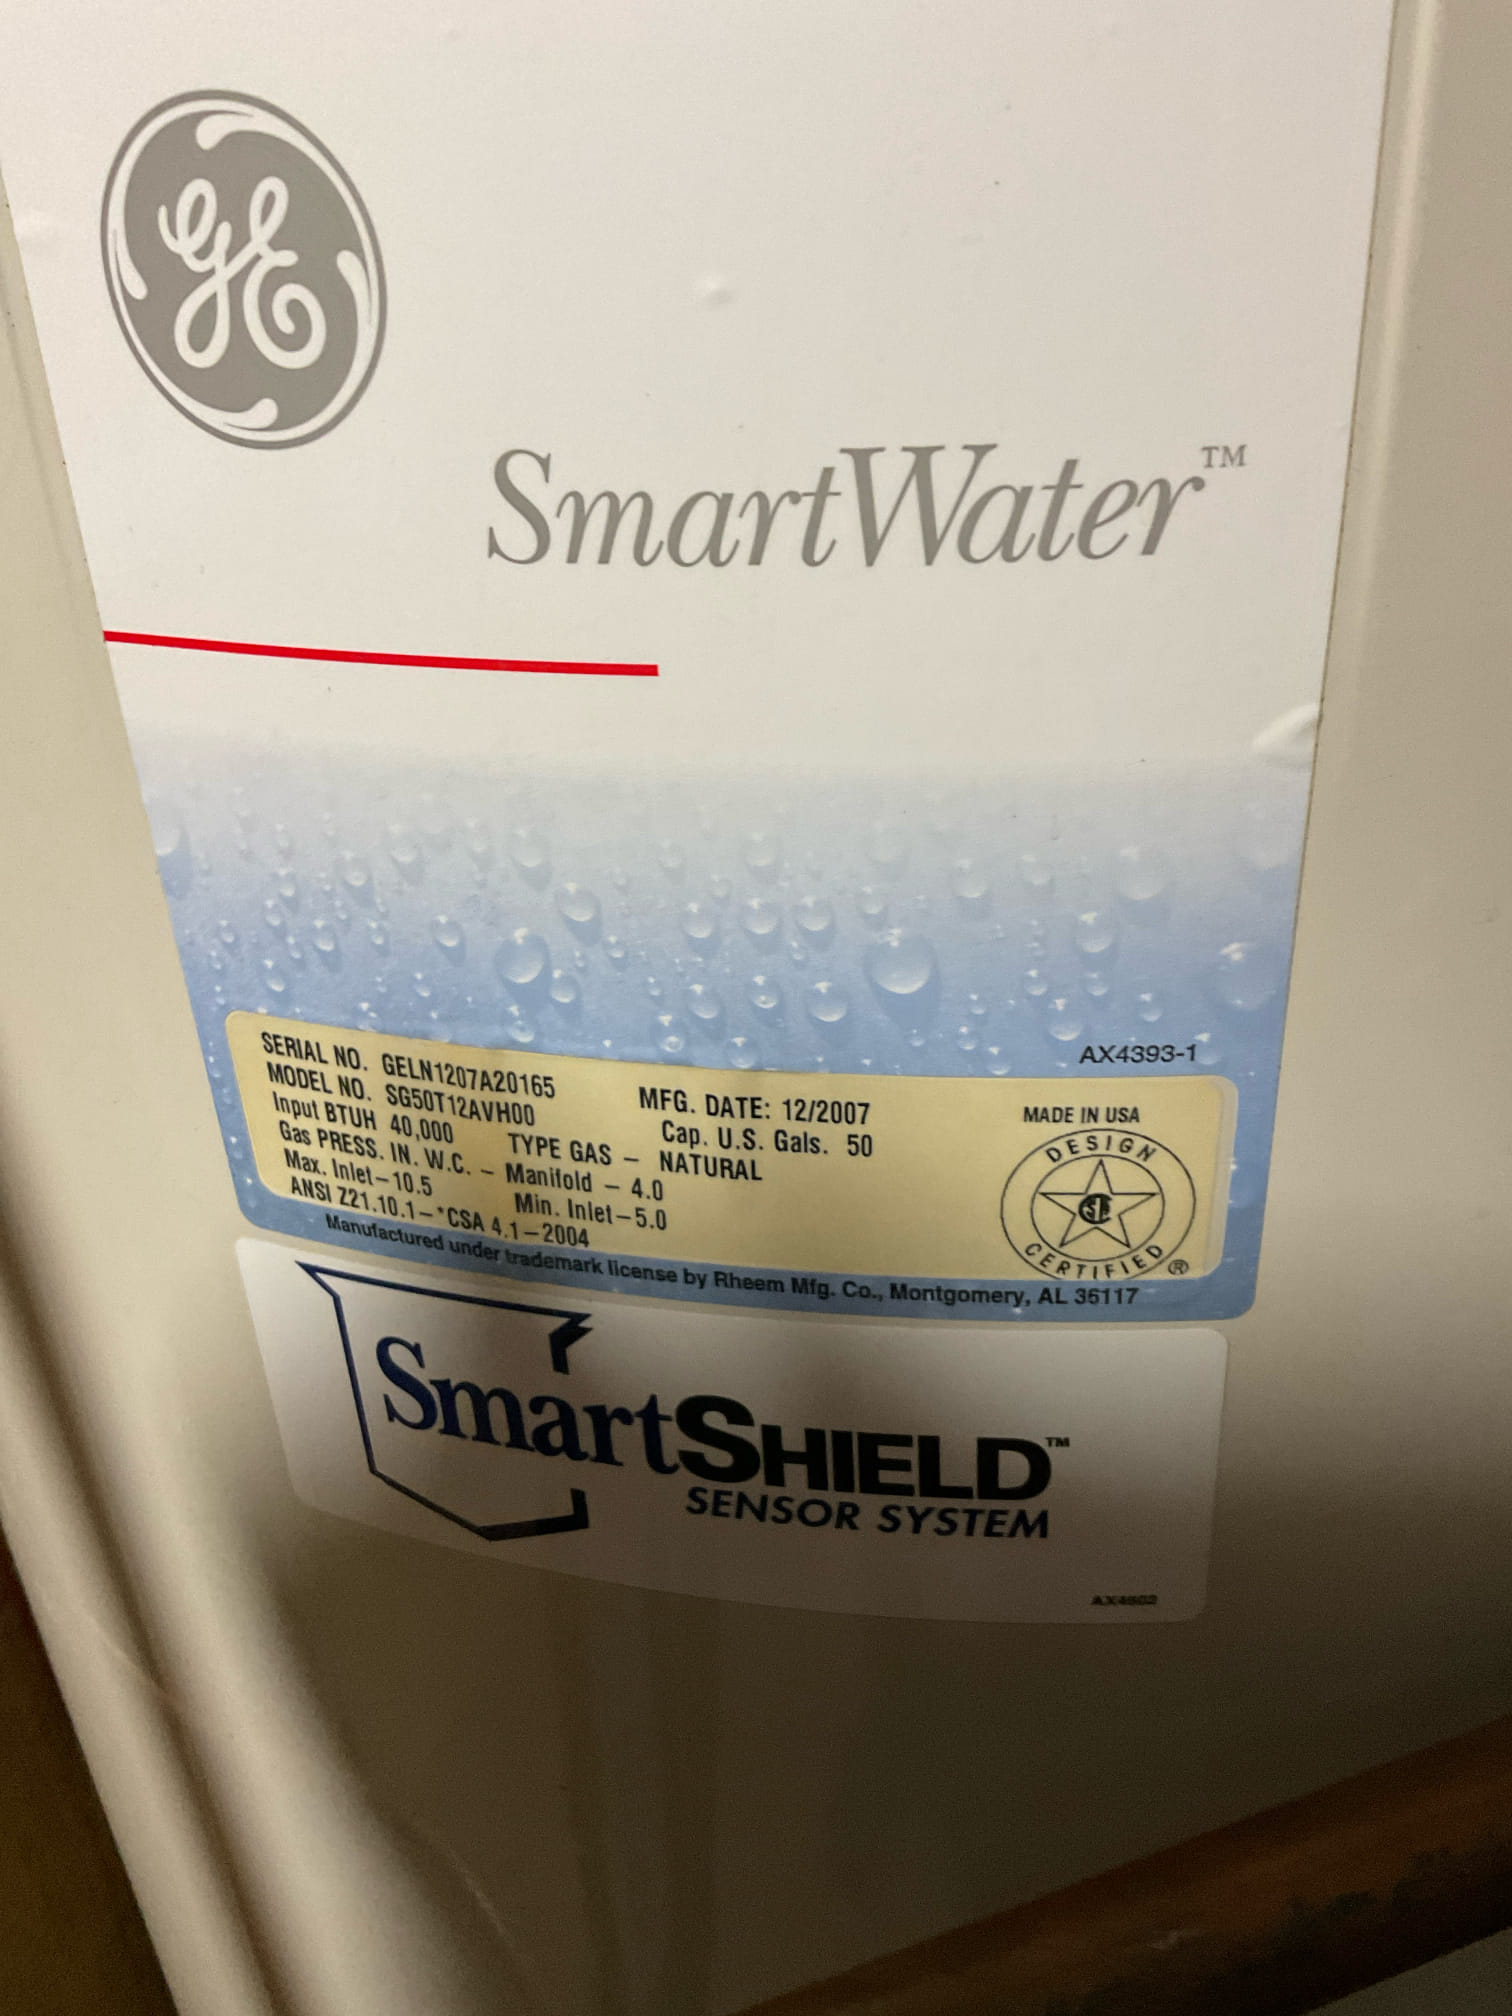 GE
SmartWater™
AX4393-1
SERIAL NO. GELN1207A20165
MODEL NO. SG50T12AVH00 MFG. DATE: 12/2007
Input BTUH 40,000 Cap. U.S. Gals. 50
TYPE GAS – NATURAL
Gas PRESS. IN. W.C. – Manifold – 4.0
Max. Inlet–10.5 Min. Inlet–5.0
ANSI Z21.10.1–*CSA 4.1–2004
MADE IN USA
DESIGN
CERTIFIED®
Manufactured under trademark license by Rheem Mfg. Co., Montgomery, AL 36117
SmartSHIELD™
SENSOR SYSTEM